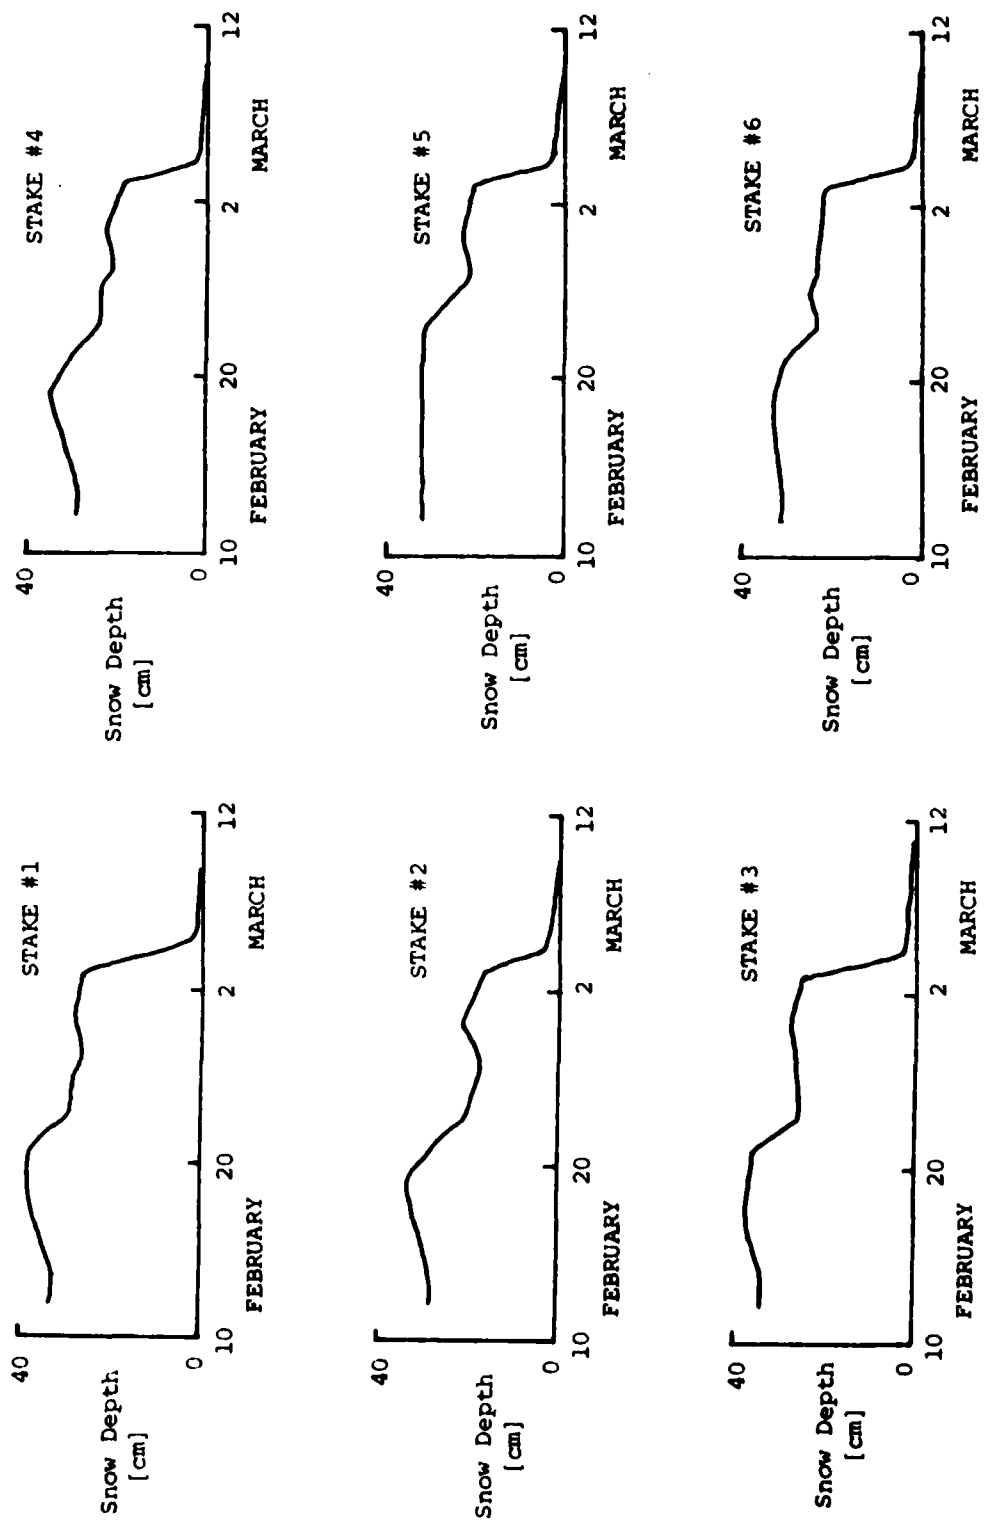 STAKE #1
40
0
Snow Depth
[cm]
10
20
2
12
FEBRUARY
MARCH
STAKE #4
40
0
Snow Depth
[cm]
10
20
2
12
FEBRUARY
MARCH
STAKE #2
40
0
Snow Depth
[cm]
10
20
2
12
FEBRUARY
MARCH
STAKE #5
40
0
Snow Depth
[cm]
10
20
2
12
FEBRUARY
MARCH
STAKE #3
40
0
Snow Depth
[cm]
10
20
2
12
FEBRUARY
MARCH
STAKE #6
40
0
Snow Depth
[cm]
10
20
2
12
FEBRUARY
MARCH